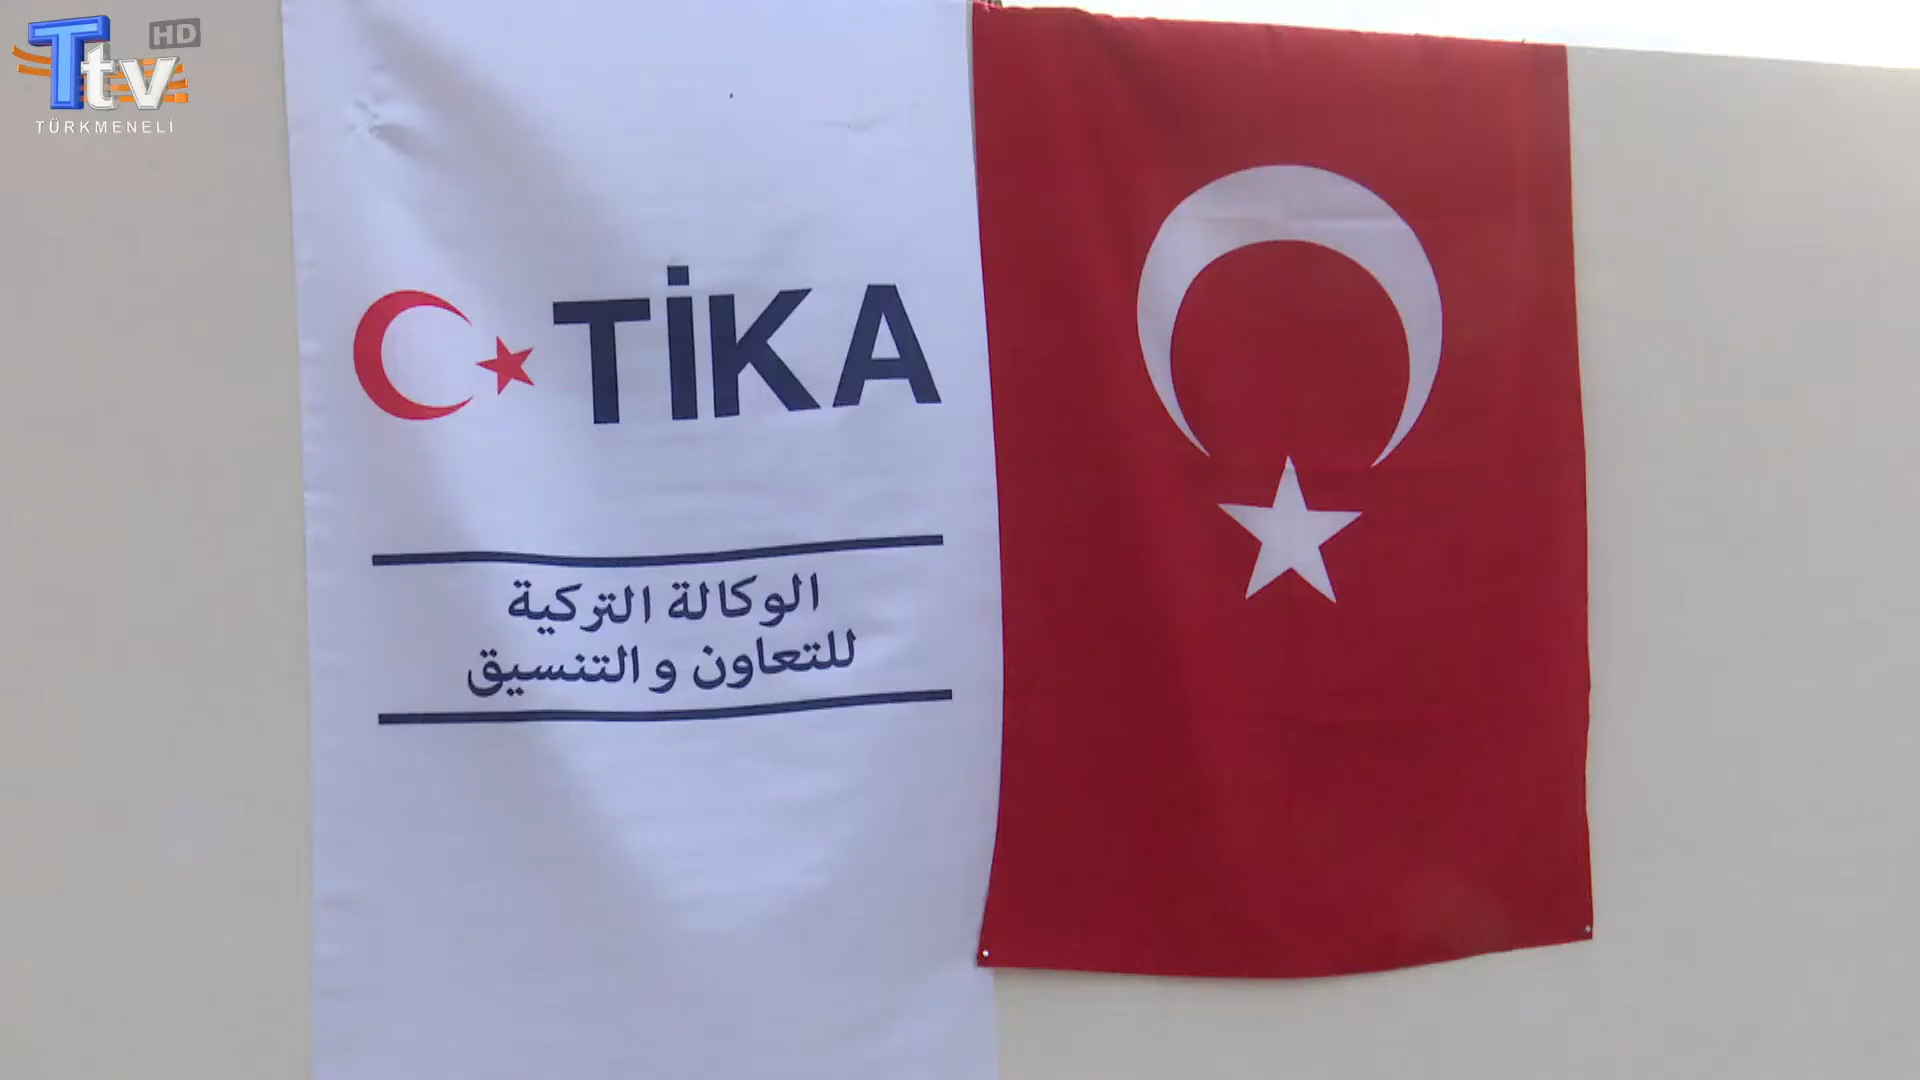 Ttv HD
TÜRKMENELİ
TİKA
الوكالة التركية
للتعاون و التنسيق